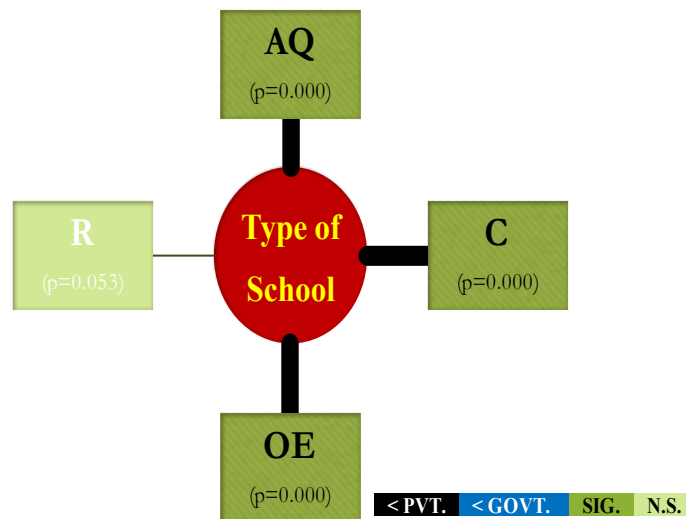 AQ
(p=0.000)
R
(p=0.053)
Type of
School
C
(p=0.000)
OE
(p=0.000)
< PVT. < GOVT. SIG. N.S.